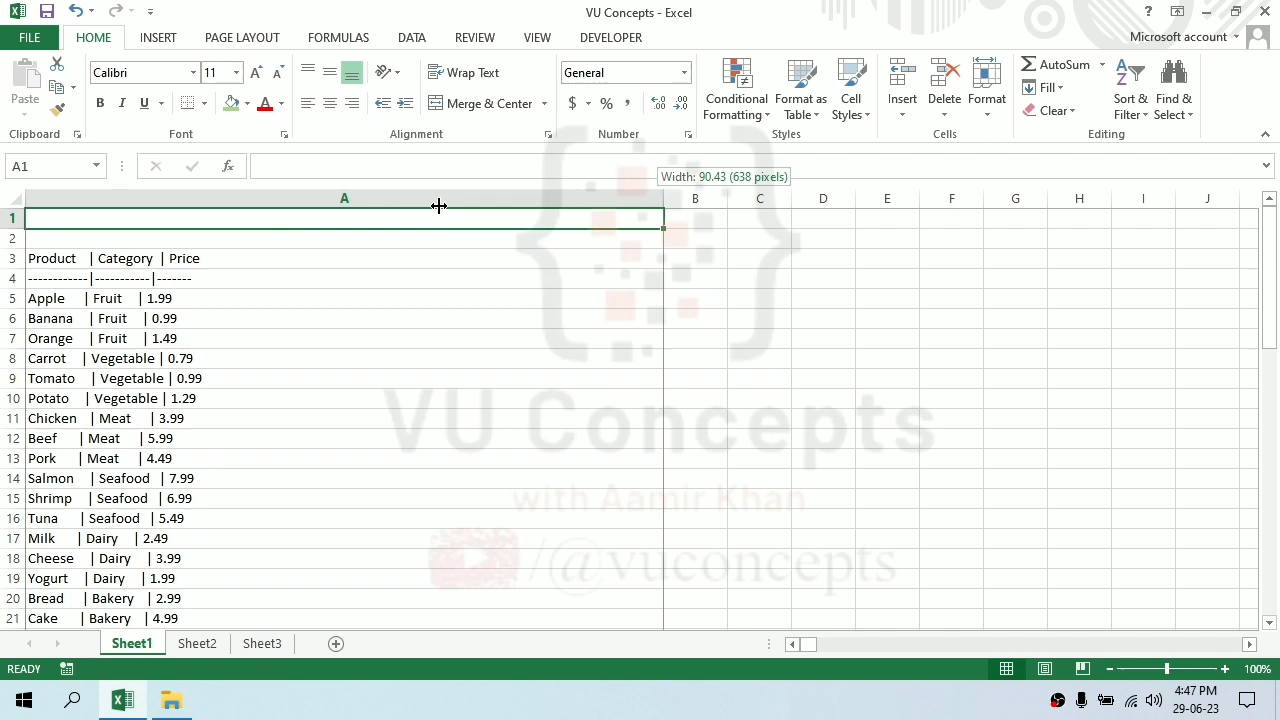 VU Concepts - Excel
FILE HOME INSERT PAGE LAYOUT FORMULAS DATA REVIEW VIEW DEVELOPER Microsoft account
Paste
Calibri 11
B I U
Wrap Text
Merge & Center
General
$ % ,
Conditional Formatting
Format as Table
Cell Styles
Insert
Delete
Format
AutoSum
Fill
Clear
Sort & Filter
Find & Select
Clipboard Font Alignment Number Styles Cells Editing
A1 fx
Width: 90.43 (638 pixels)
A B C D E F G H I J
1
2
3 Product | Category | Price
4 ------------|-----------|-------
5 Apple | Fruit | 1.99
6 Banana | Fruit | 0.99
7 Orange | Fruit | 1.49
8 Carrot | Vegetable | 0.79
9 Tomato | Vegetable | 0.99
10 Potato | Vegetable | 1.29
11 Chicken | Meat | 3.99
12 Beef | Meat | 5.99
13 Pork | Meat | 4.49
14 Salmon | Seafood | 7.99
15 Shrimp | Seafood | 6.99
16 Tuna | Seafood | 5.49
17 Milk | Dairy | 2.49
18 Cheese | Dairy | 3.99
19 Yogurt | Dairy | 1.99
20 Bread | Bakery | 2.99
21 Cake | Bakery | 4.99
VU Concepts
with Aamir Khan
/@vuconcepts
Sheet1 Sheet2 Sheet3
READY 100%
4:47 PM
29-06-23